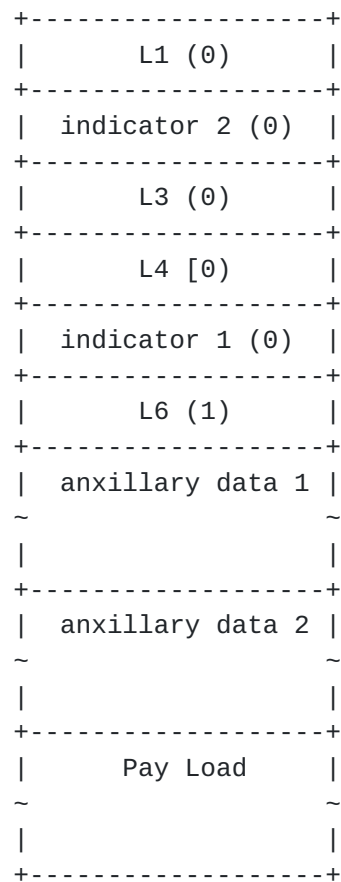 L1 (0)
indicator 2 (0)
L3 (0)
L4 [0)
indicator 1 (0)
L6 (1)
anxillary data 1
anxillary data 2
Pay Load